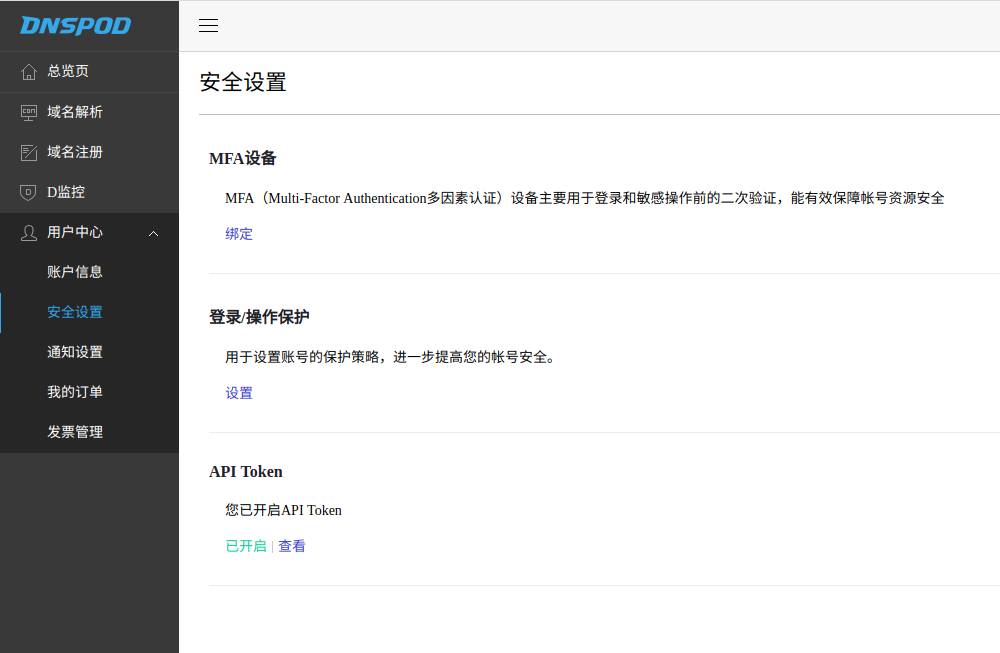 DNSPOD
总览页
域名解析
域名注册
D监控
用户中心
账户信息
安全设置
通知设置
我的订单
发票管理
安全设置
MFA设备
MFA（Multi-Factor Authentication多因素认证）设备主要用于登录和敏感操作前的二次验证，能有效保障帐号资源安全
绑定
登录/操作保护
用于设置账号的保护策略，进一步提高您的帐号安全。
设置
API Token
您已开启API Token
已开启 | 查看